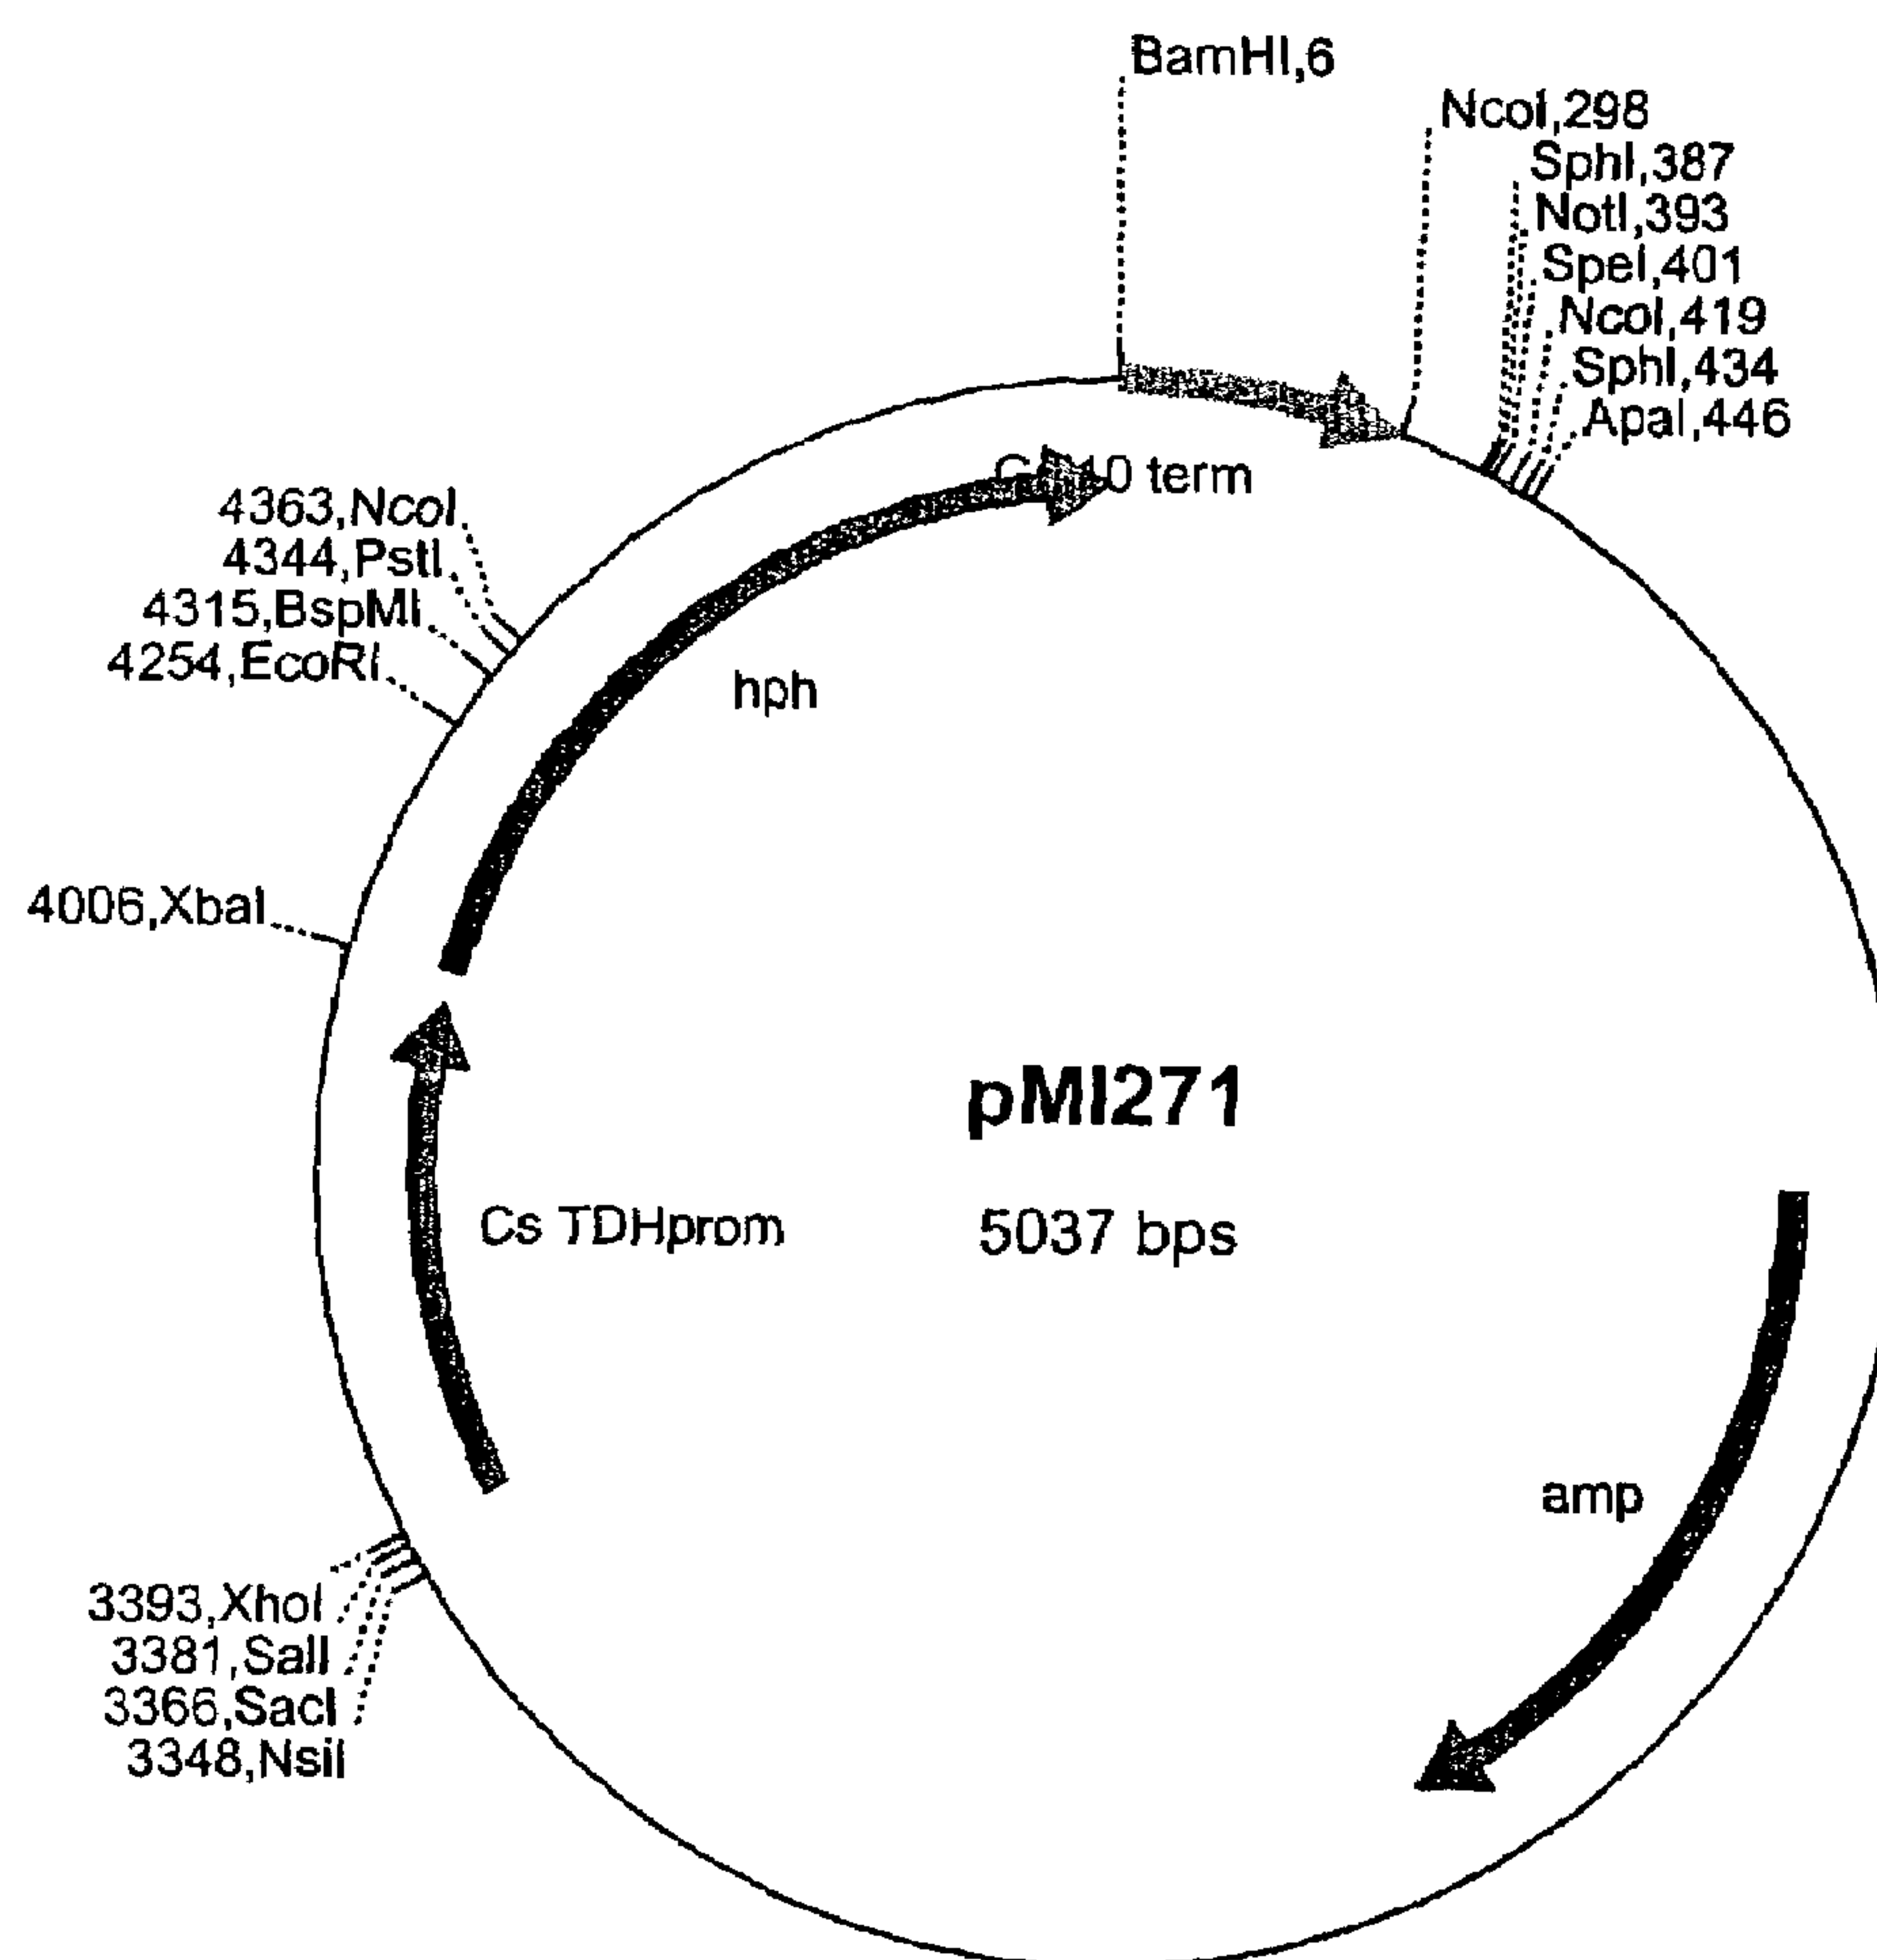 BamHI,6
NcoI,298
SphI,387
NotI,393
SpeI,401
NcoI,419
SphI,434
ApaI,446
term
4363,NcoI
4344,PstI
4315,BspMI
4254,EcoRI
hph
4006,XbaI
pMI271
Cs TDHprom
5037 bps
amp
3393,XhoI
3381,SalI
3366,SacI
3348,NsiI